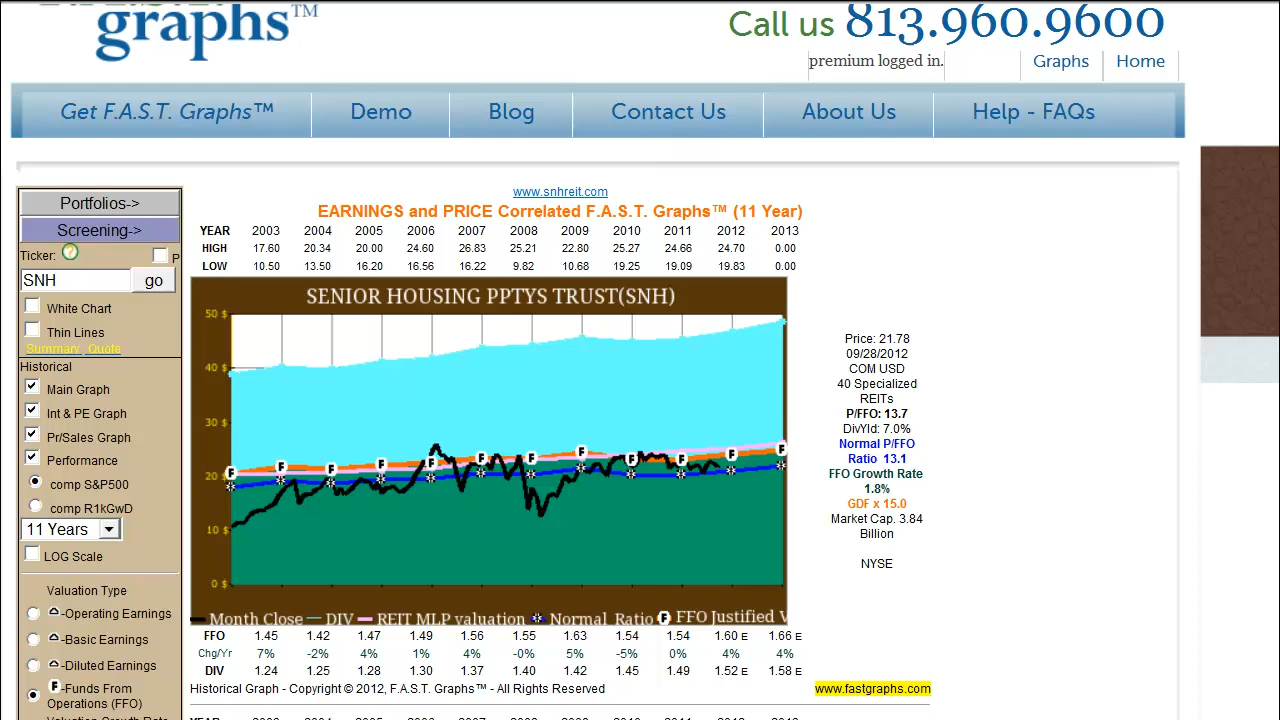 graphs™
Call us 813.960.9600
premium logged in.
Graphs
Home
Get F.A.S.T. Graphs™
Demo
Blog
Contact Us
About Us
Help - FAQs
Portfolios->
Screening->
Ticker:
P
SNH
go
White Chart
Thin Lines
Summary Quote
Historical
Main Graph
Int & PE Graph
Pr/Sales Graph
Performance
comp S&P500
comp R1kGwD
11 Years
LOG Scale
Valuation Type
-Operating Earnings
-Basic Earnings
-Diluted Earnings
F -Funds From
Operations (FFO)
www.snhreit.com
EARNINGS and PRICE Correlated F.A.S.T. Graphs™ (11 Year)
YEAR 2003 2004 2005 2006 2007 2008 2009 2010 2011 2012 2013
HIGH 17.60 20.34 20.00 24.60 26.83 25.21 22.80 25.27 24.66 24.70 0.00
LOW 10.50 13.50 16.20 16.56 16.22 9.82 10.68 19.25 19.09 19.83 0.00
SENIOR HOUSING PPTYS TRUST(SNH)
50 $
40 $
30 $
20 $
10 $
0 $
F F F F F F F F F F F F
Month Close DIV REIT MLP valuation Normal Ratio F FFO Justified V
FFO 1.45 1.42 1.47 1.49 1.56 1.55 1.63 1.54 1.54 1.60 E 1.66 E
Chg/Yr 7% -2% 4% 1% 4% -0% 5% -5% 0% 4% 4%
DIV 1.24 1.25 1.28 1.30 1.37 1.40 1.42 1.45 1.49 1.52 E 1.58 E
Historical Graph - Copyright © 2012, F.A.S.T. Graphs™ - All Rights Reserved
www.fastgraphs.com
Price: 21.78
09/28/2012
COM USD
40 Specialized
REITs
P/FFO: 13.7
DivYld: 7.0%
Normal P/FFO
Ratio 13.1
FFO Growth Rate
1.8%
GDF x 15.0
Market Cap. 3.84
Billion
NYSE